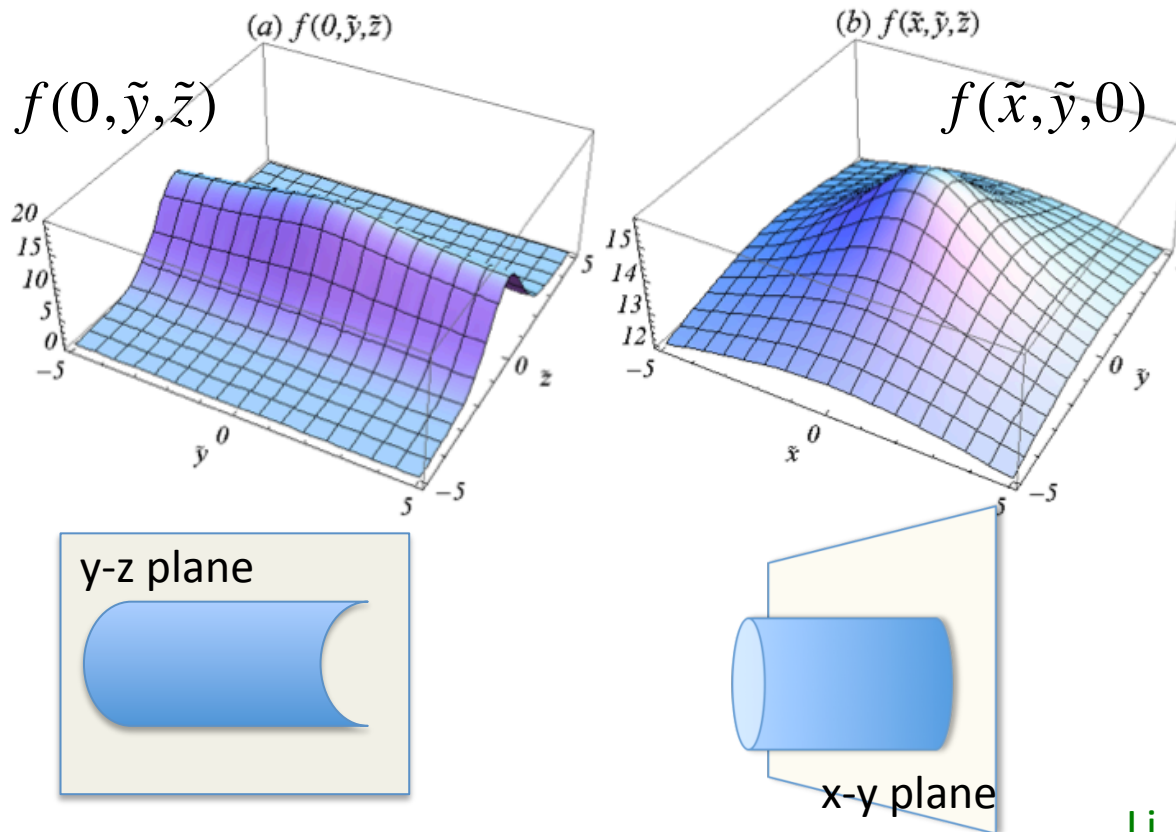 (a) f(0,ỹ,z̃)
f(0,ỹ,z̃)
20
15
10
5
0
−5
0
ỹ
5
−5
0
z̃
5
(b) f(x̃,ỹ,z̃)
f(x̃,ỹ,0)
15
14
13
12
−5
0
x̃
5
−5
0
ỹ
y-z plane
x-y plane